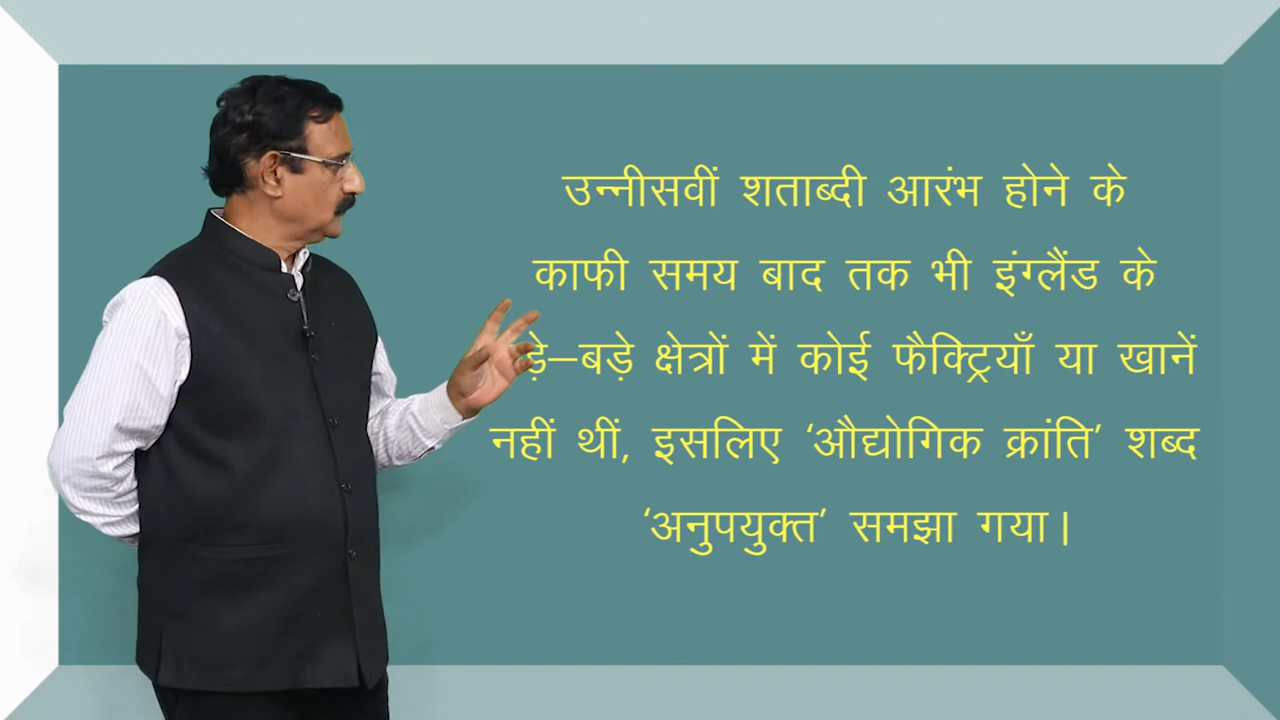 उन्नीसवीं शताब्दी आरंभ होने के
काफी समय बाद तक भी इंग्लैंड के
ड़े–बड़े क्षेत्रों में कोई फैक्ट्रियाँ या खानें
नहीं थीं, इसलिए ‘औद्योगिक क्रांति’ शब्द
‘अनुपयुक्त’ समझा गया।